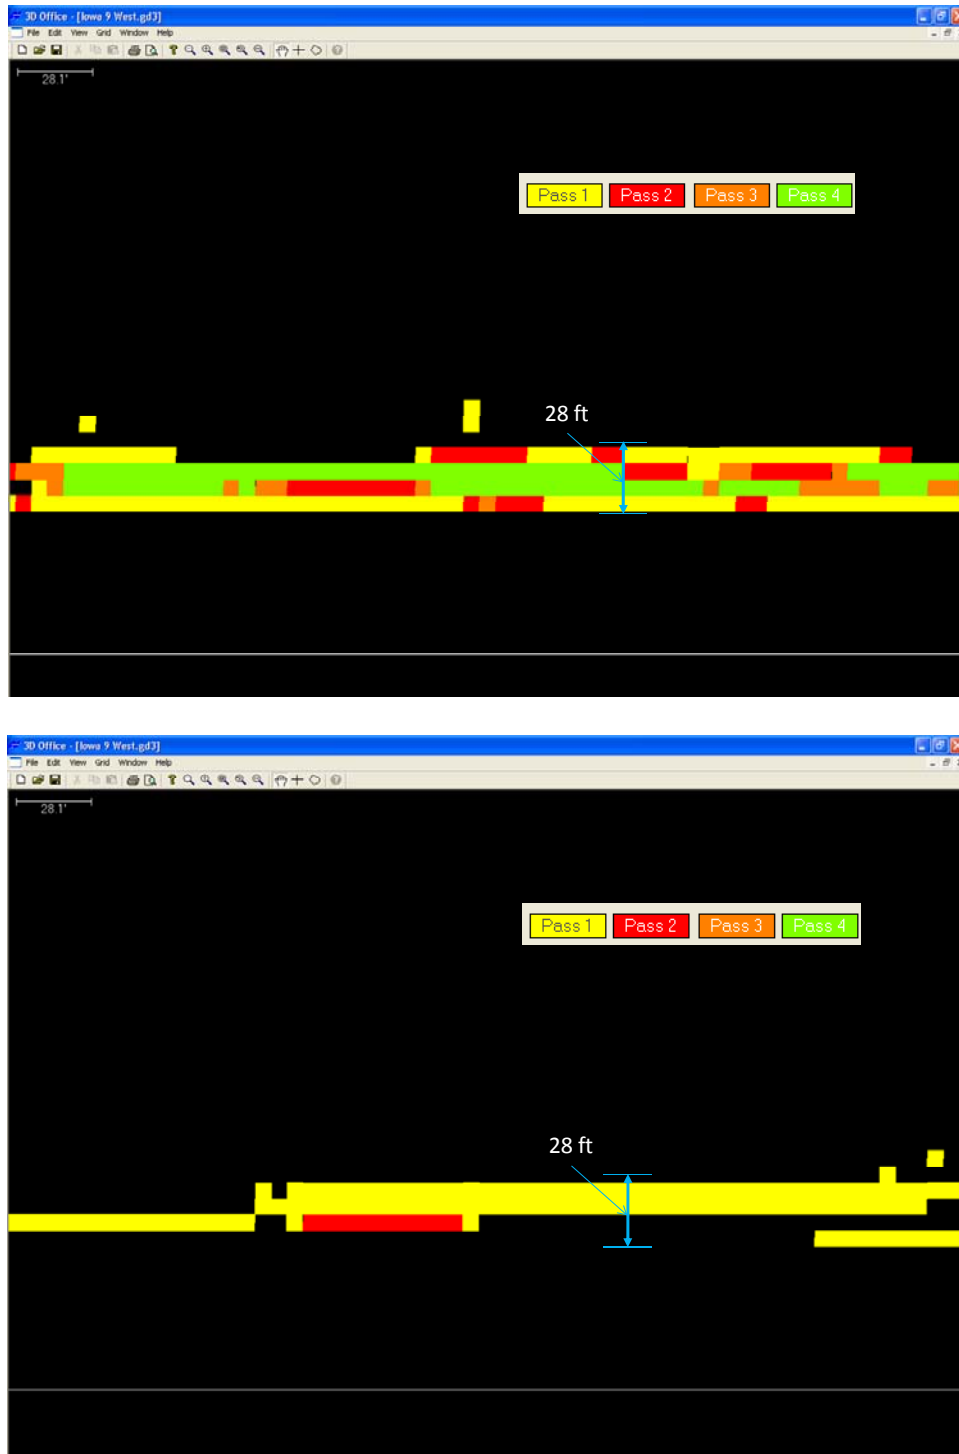 3D Office - [Iowa 9 West.gd3]
File Edit View Grid Window Help
28.1'
Pass 1 Pass 2 Pass 3 Pass 4
28 ft
3D Office - [Iowa 9 West.gd3]
File Edit View Grid Window Help
28.1'
Pass 1 Pass 2 Pass 3 Pass 4
28 ft